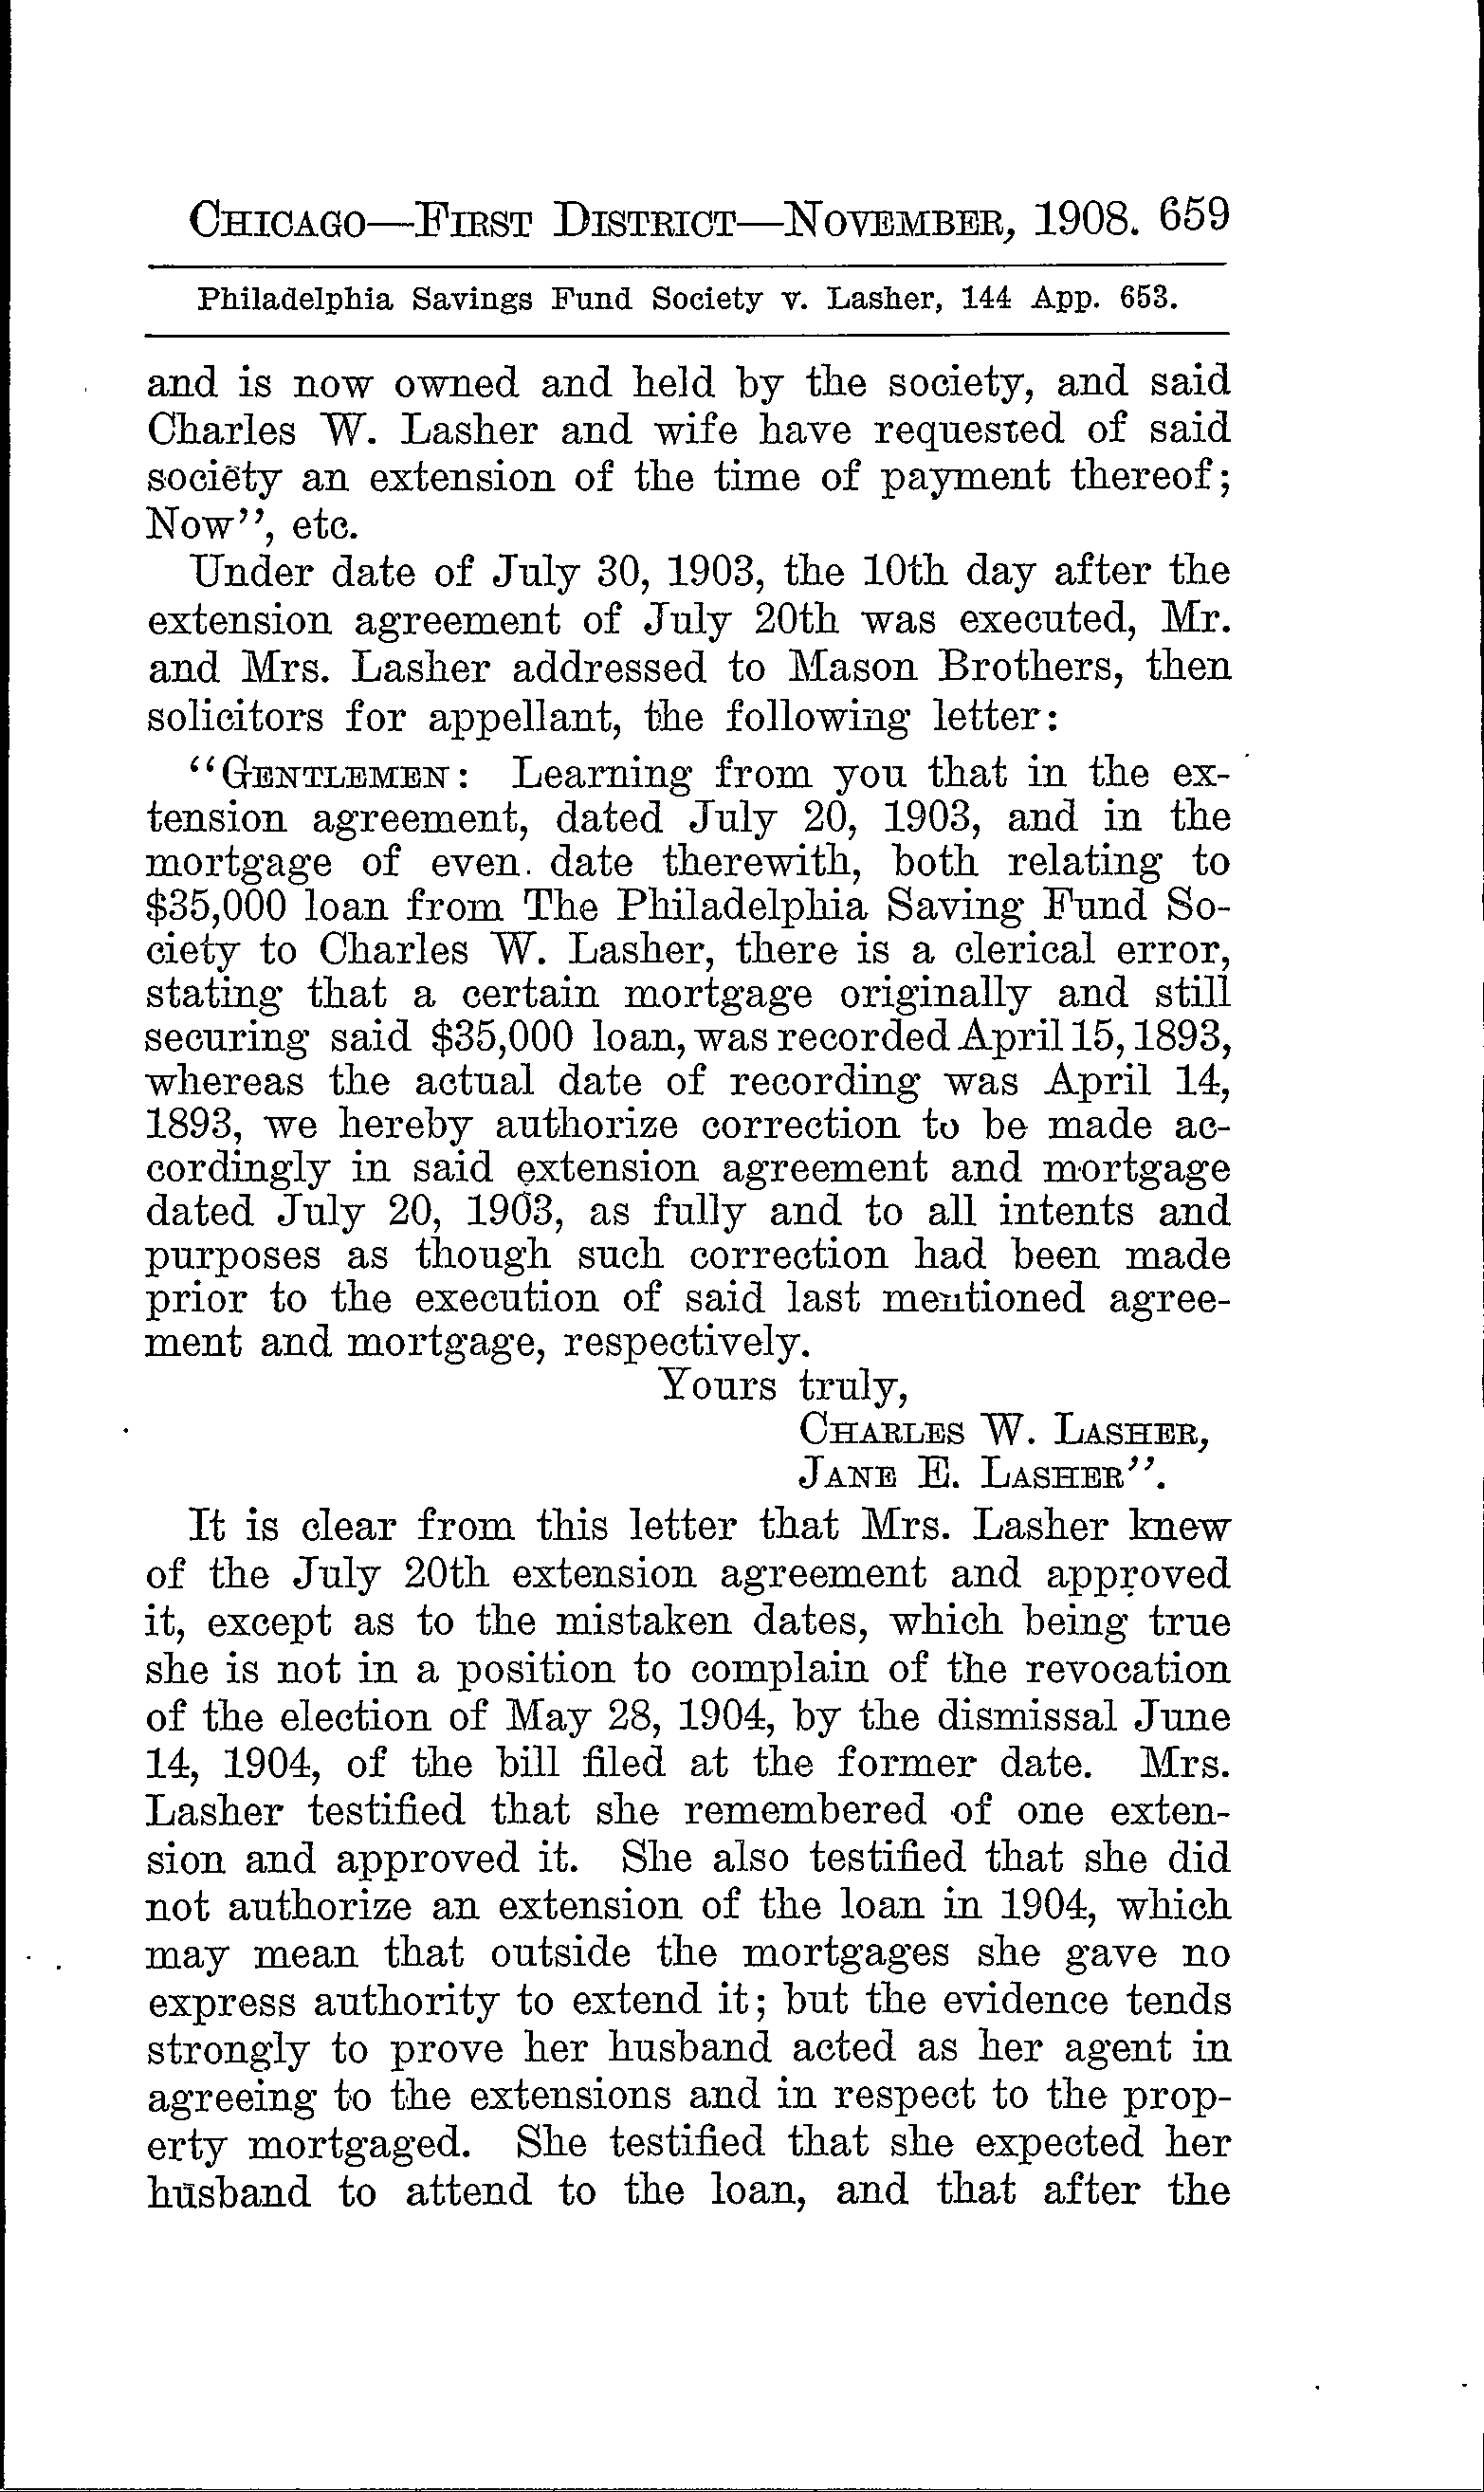 CHICAGO—FIRST DISTRICT—NOVEMBER, 1908. 659
Philadelphia Savings Fund Society v. Lasher, 144 App. 653.
and is now owned and held by the society, and said
Charles W. Lasher and wife have requested of said
society an extension of the time of payment thereof;
Now”, etc.
Under date of July 30, 1903, the 10th day after the
extension agreement of July 20th was executed, Mr.
and Mrs. Lasher addressed to Mason Brothers, then
solicitors for appellant, the following letter:
“GENTLEMEN: Learning from you that in the ex-
tension agreement, dated July 20, 1903, and in the
mortgage of even date therewith, both relating to
$35,000 loan from The Philadelphia Saving Fund So-
ciety to Charles W. Lasher, there is a clerical error,
stating that a certain mortgage originally and still
securing said $35,000 loan, was recorded April 15, 1893,
whereas the actual date of recording was April 14,
1893, we hereby authorize correction to be made ac-
cordingly in said extension agreement and mortgage
dated July 20, 1903, as fully and to all intents and
purposes as though such correction had been made
prior to the execution of said last mentioned agree-
ment and mortgage, respectively.
Yours truly,
CHARLES W. LASHER,
JANE E. LASHER”.
It is clear from this letter that Mrs. Lasher knew
of the July 20th extension agreement and approved
it, except as to the mistaken dates, which being true
she is not in a position to complain of the revocation
of the election of May 28, 1904, by the dismissal June
14, 1904, of the bill filed at the former date. Mrs.
Lasher testified that she remembered of one exten-
sion and approved it. She also testified that she did
not authorize an extension of the loan in 1904, which
may mean that outside the mortgages she gave no
express authority to extend it; but the evidence tends
strongly to prove her husband acted as her agent in
agreeing to the extensions and in respect to the prop-
erty mortgaged. She testified that she expected her
husband to attend to the loan, and that after the